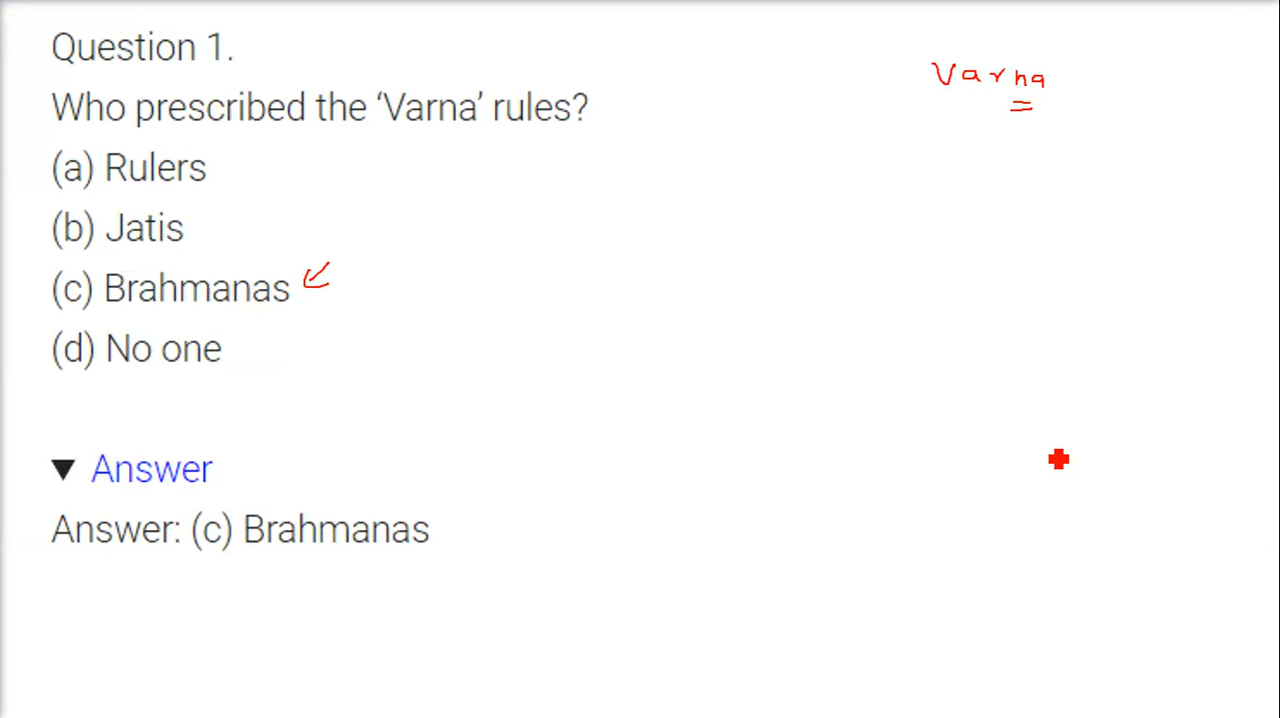 Question 1.
Varna
Who prescribed the ‘Varna’ rules?
(a) Rulers
(b) Jatis
(c) Brahmanas
(d) No one
▼ Answer
Answer: (c) Brahmanas